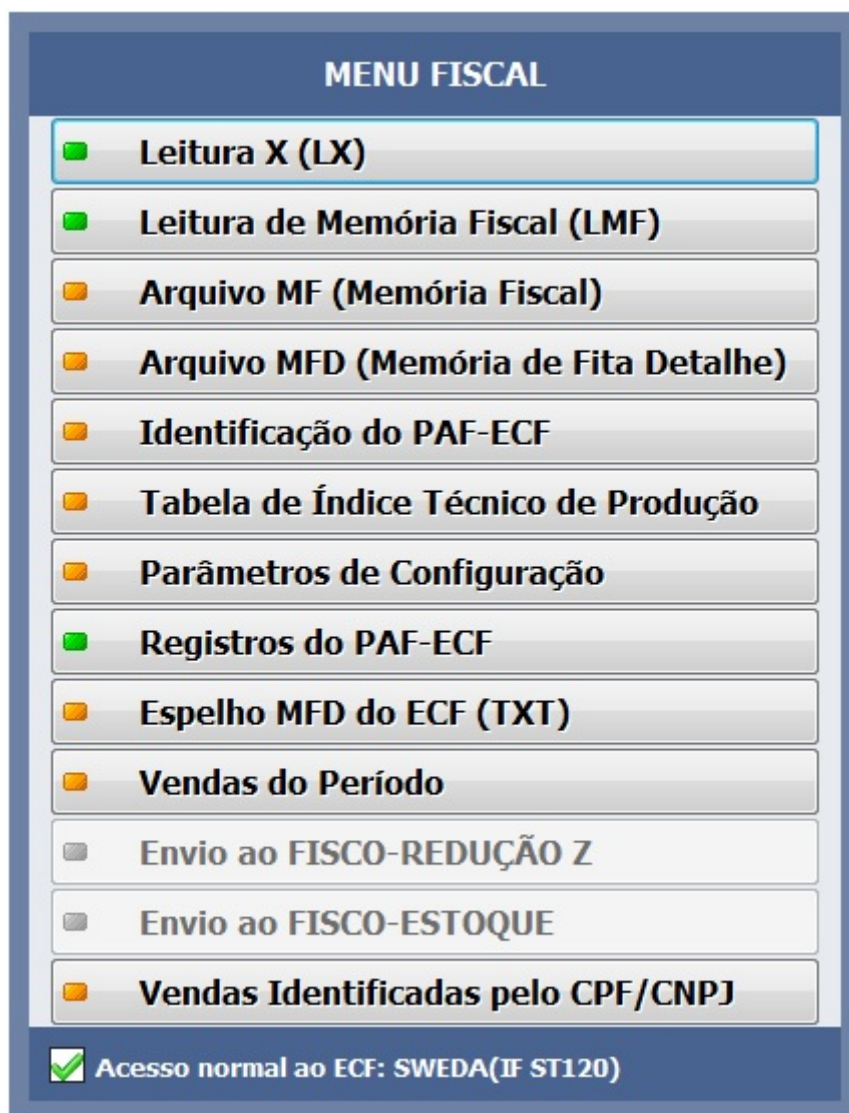 MENU FISCAL
Leitura X (LX)
Leitura de Memória Fiscal (LMF)
Arquivo MF (Memória Fiscal)
Arquivo MFD (Memória de Fita Detalhe)
Identificação do PAF-ECF
Tabela de Índice Técnico de Produção
Parâmetros de Configuração
Registros do PAF-ECF
Espelho MFD do ECF (TXT)
Vendas do Período
Envio ao FISCO-REDUÇÃO Z
Envio ao FISCO-ESTOQUE
Vendas Identificadas pelo CPF/CNPJ
Acesso normal ao ECF: SWEDA(IF ST120)